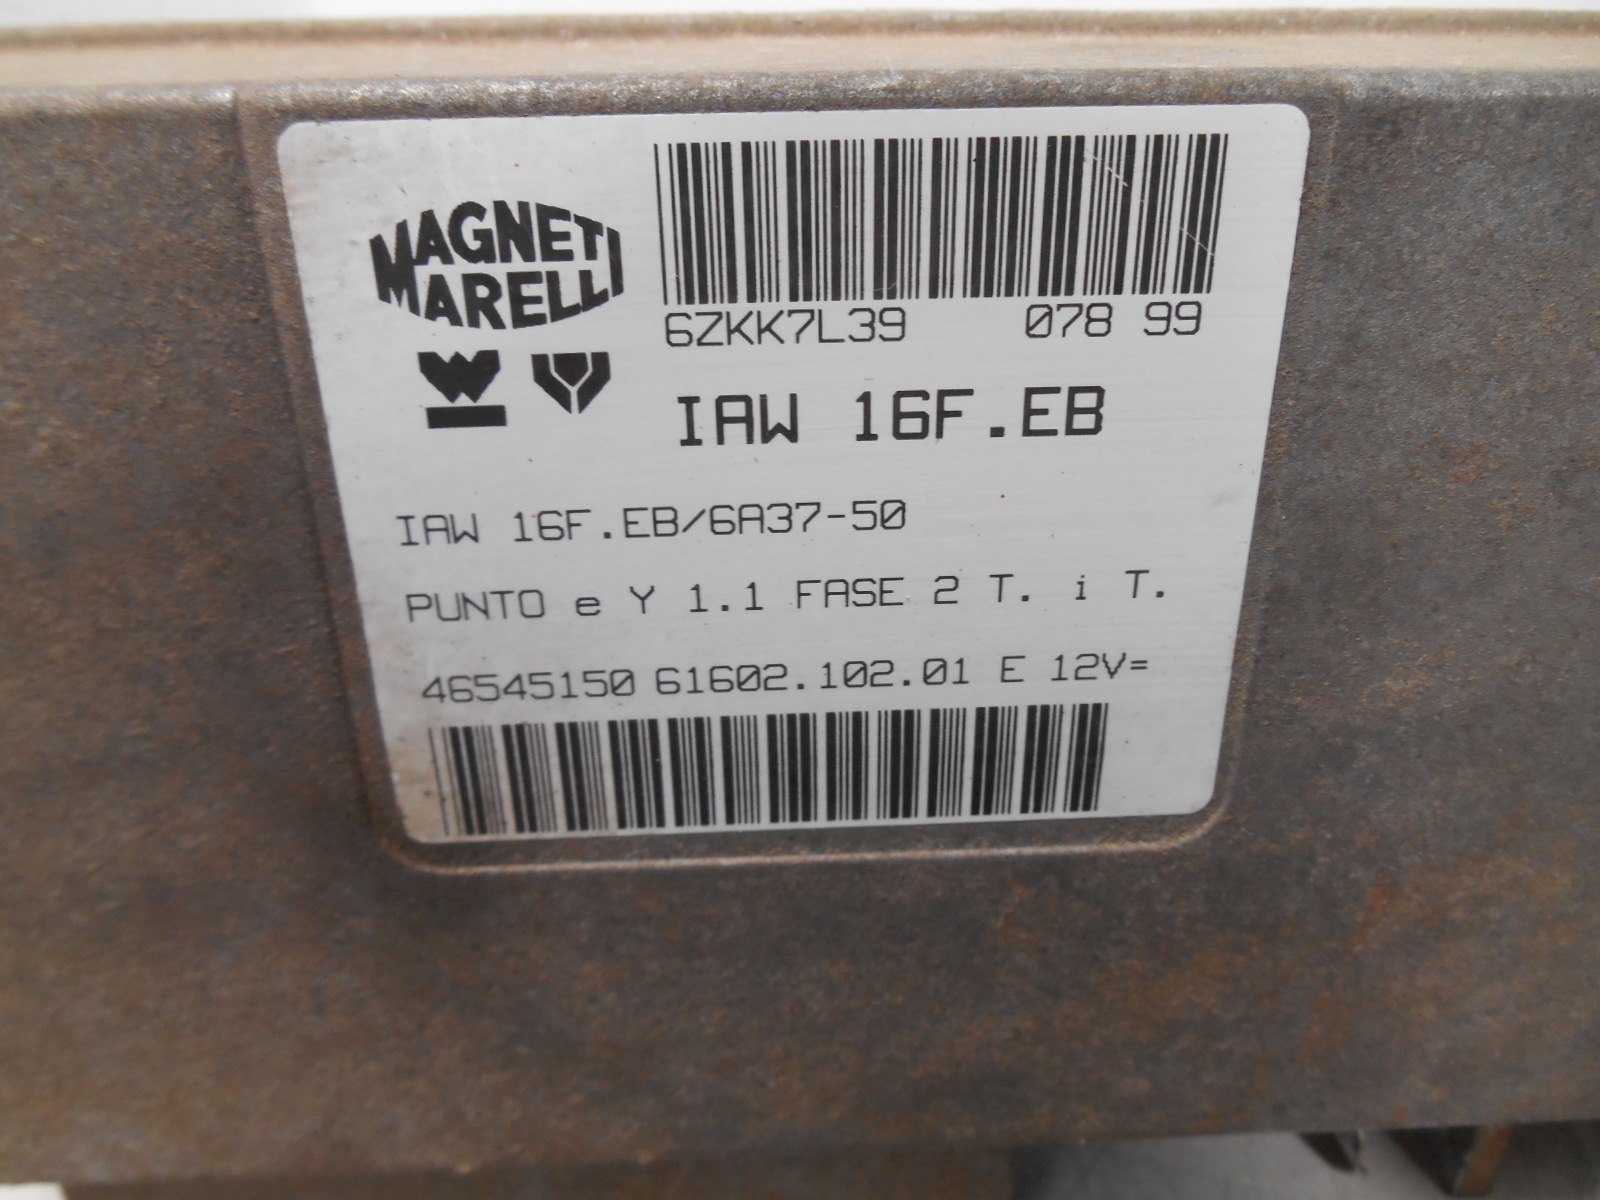 MAGNETI
MARELLI
6ZKK7L39 078 99
IAW 16F.EB
IAW 16F.EB/6A37-50
PUNTO e Y 1.1 FASE 2 T. i T.
46545150 61602.102.01 E 12V=